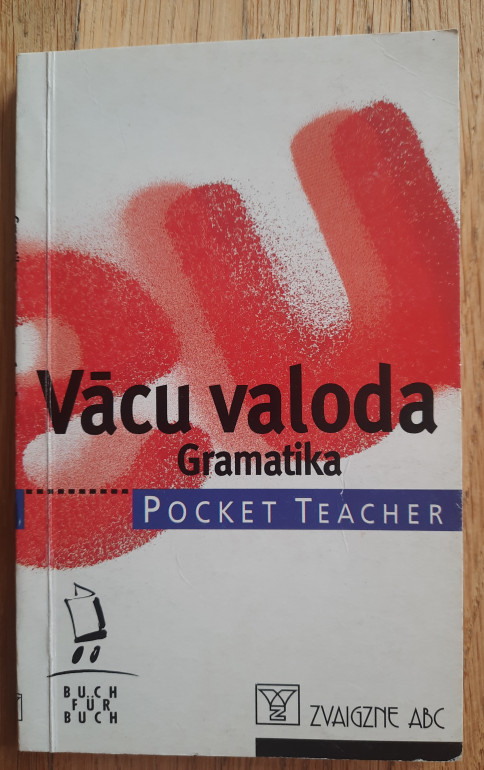 Vācu valoda
Gramatika
POCKET TEACHER
BUCH
FÜR
BUCH
ZVAIGZNE ABC